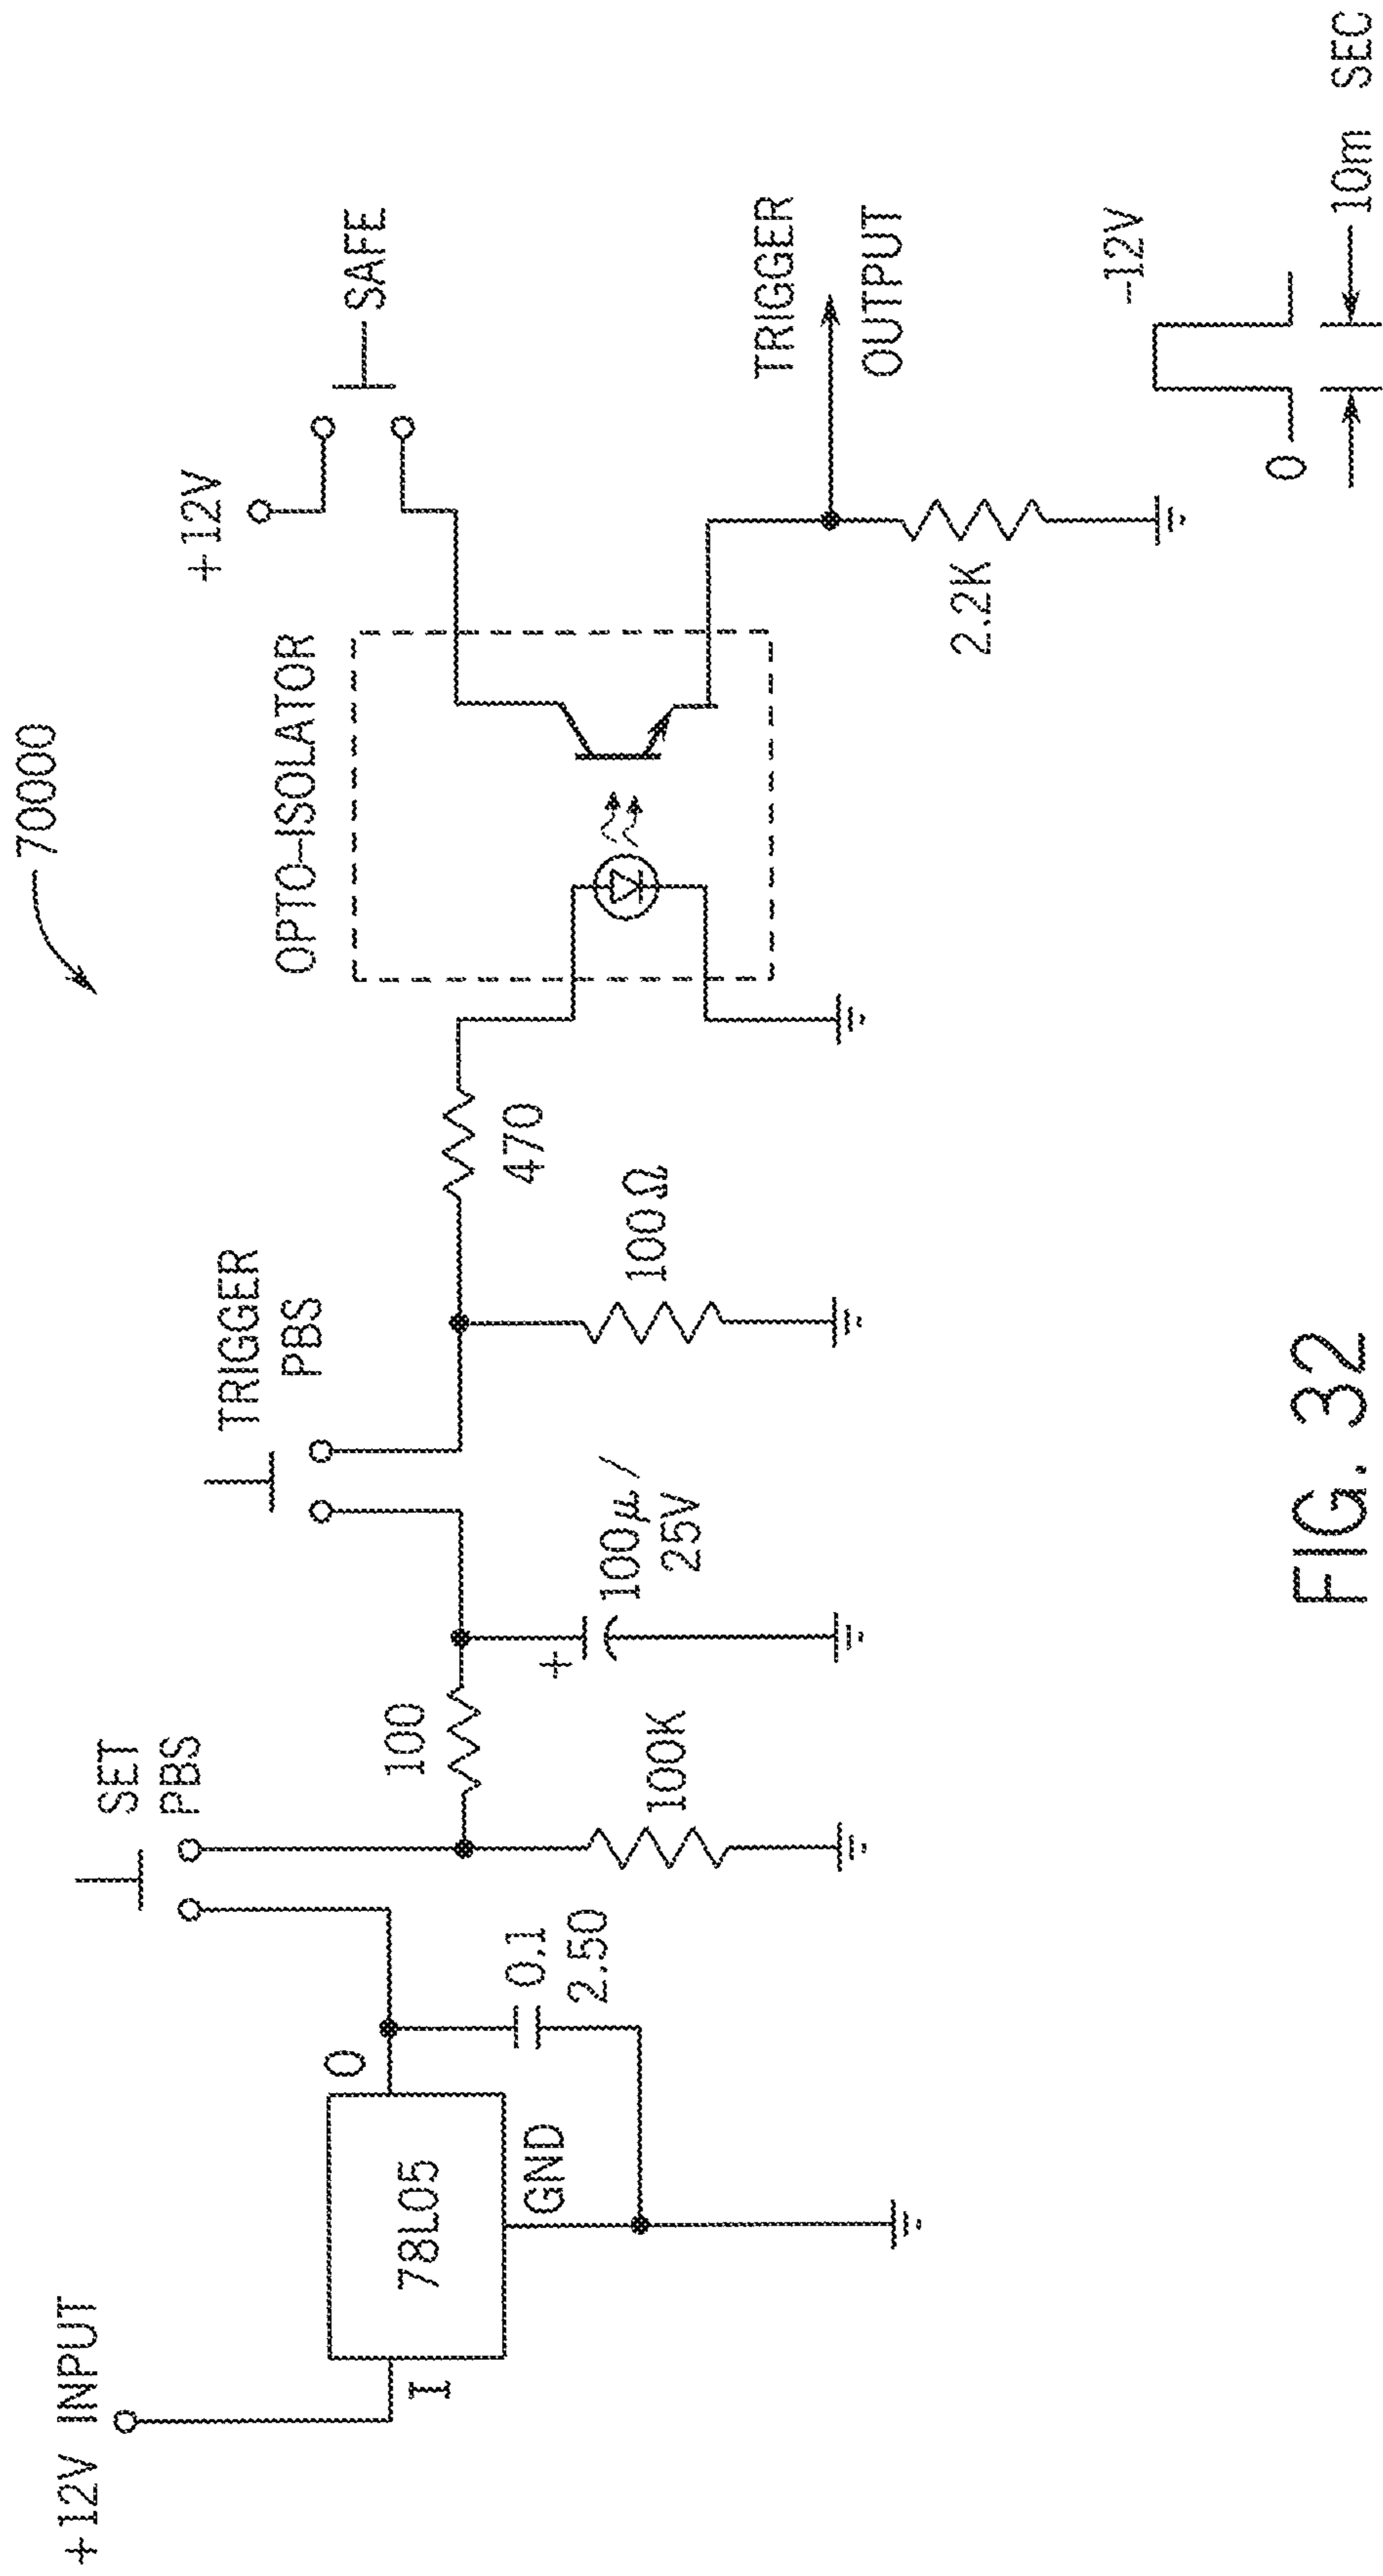 70000
+12V INPUT
I
78L05
O
GND
0.1
2.50
SET
PBS
100
100K
+
100μ/
25V
TRIGGER
PBS
100Ω
470
OPTO-ISOLATOR
+12V
SAFE
TRIGGER
OUTPUT
2.2K
-12V
0
10m SEC
FIG. 32